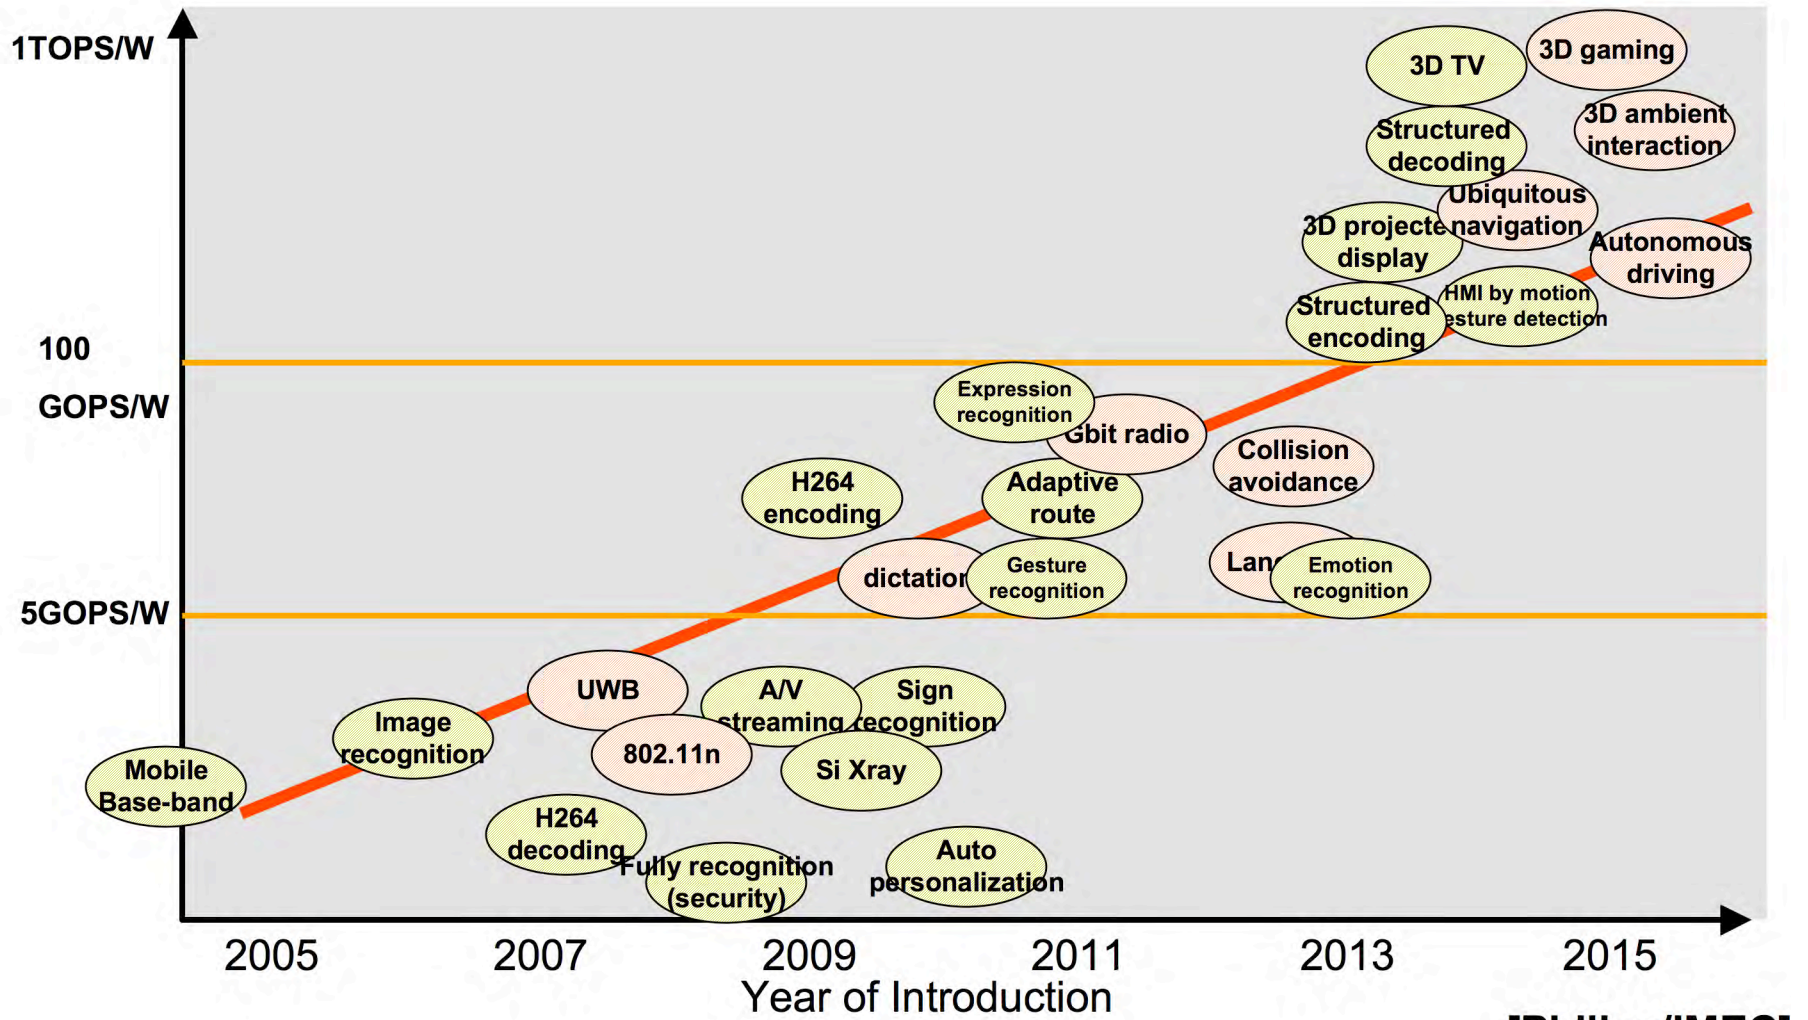 1TOPS/W
3D TV
3D gaming
3D ambient
interaction
Structured
decoding
Ubiquitous
navigation
3D projecte
display
Autonomous
driving
HMI by motion
esture detection
Structured
encoding
100
GOPS/W
Expression
recognition
Gbit radio
Collision
avoidance
H264
encoding
Adaptive
route
dictation
Gesture
recognition
Lan
Emotion
recognition
5GOPS/W
UWB
A/V
streaming
Sign
recognition
Image
recognition
802.11n
Si Xray
Mobile
Base-band
H264
decoding
Fully recognition
(security)
Auto
personalization
2005 2007 2009 2011 2013 2015
Year of Introduction